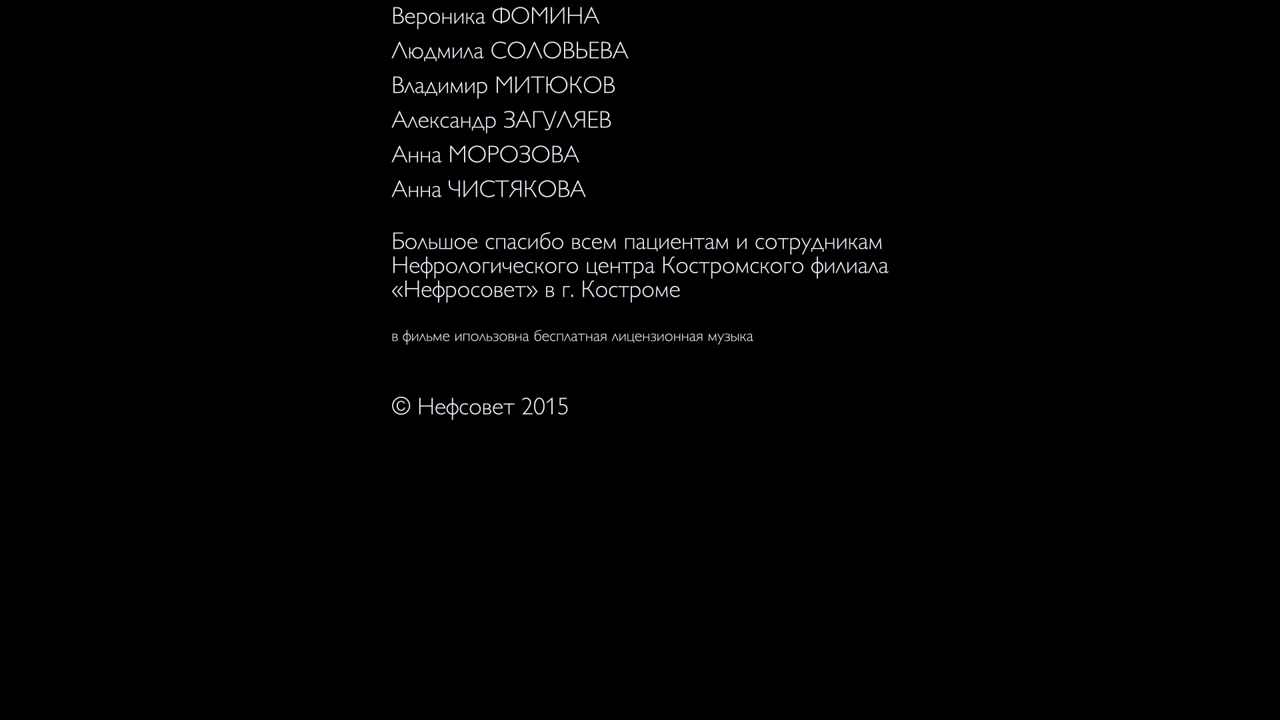 Вероника ФОМИНА
Людмила СОЛОВЬЕВА
Владимир МИТЮКОВ
Александр ЗАГУЛЯЕВ
Анна МОРОЗОВА
Анна ЧИСТЯКОВА
Большое спасибо всем пациентам и сотрудникам
Нефрологического центра Костромского филиала
«Нефросовет» в г. Костроме
в фильме ипользовна бесплатная лицензионная музыка
© Нефсовет 2015